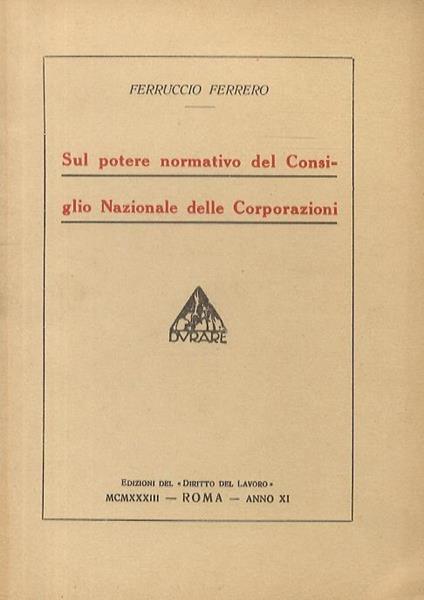 FERRUCCIO FERRERO
Sul potere normativo del Consi-
glio Nazionale delle Corporazioni
DVRARE
EDIZIONI DEL «DIRITTO DEL LAVORO»
MCMXXXIII — ROMA — ANNO XI